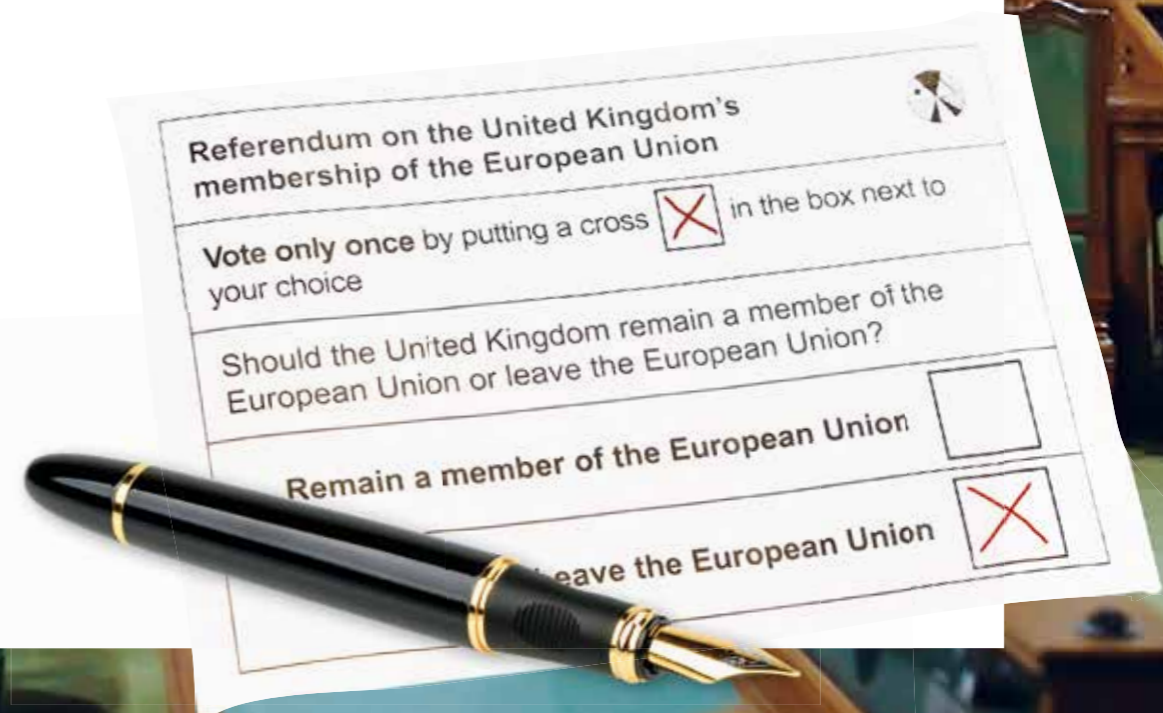 Referendum on the United Kingdom's
membership of the European Union
Vote only once by putting a cross in the box next to
your choice
Should the United Kingdom remain a member of the
European Union or leave the European Union?
Remain a member of the European Union
eave the European Union